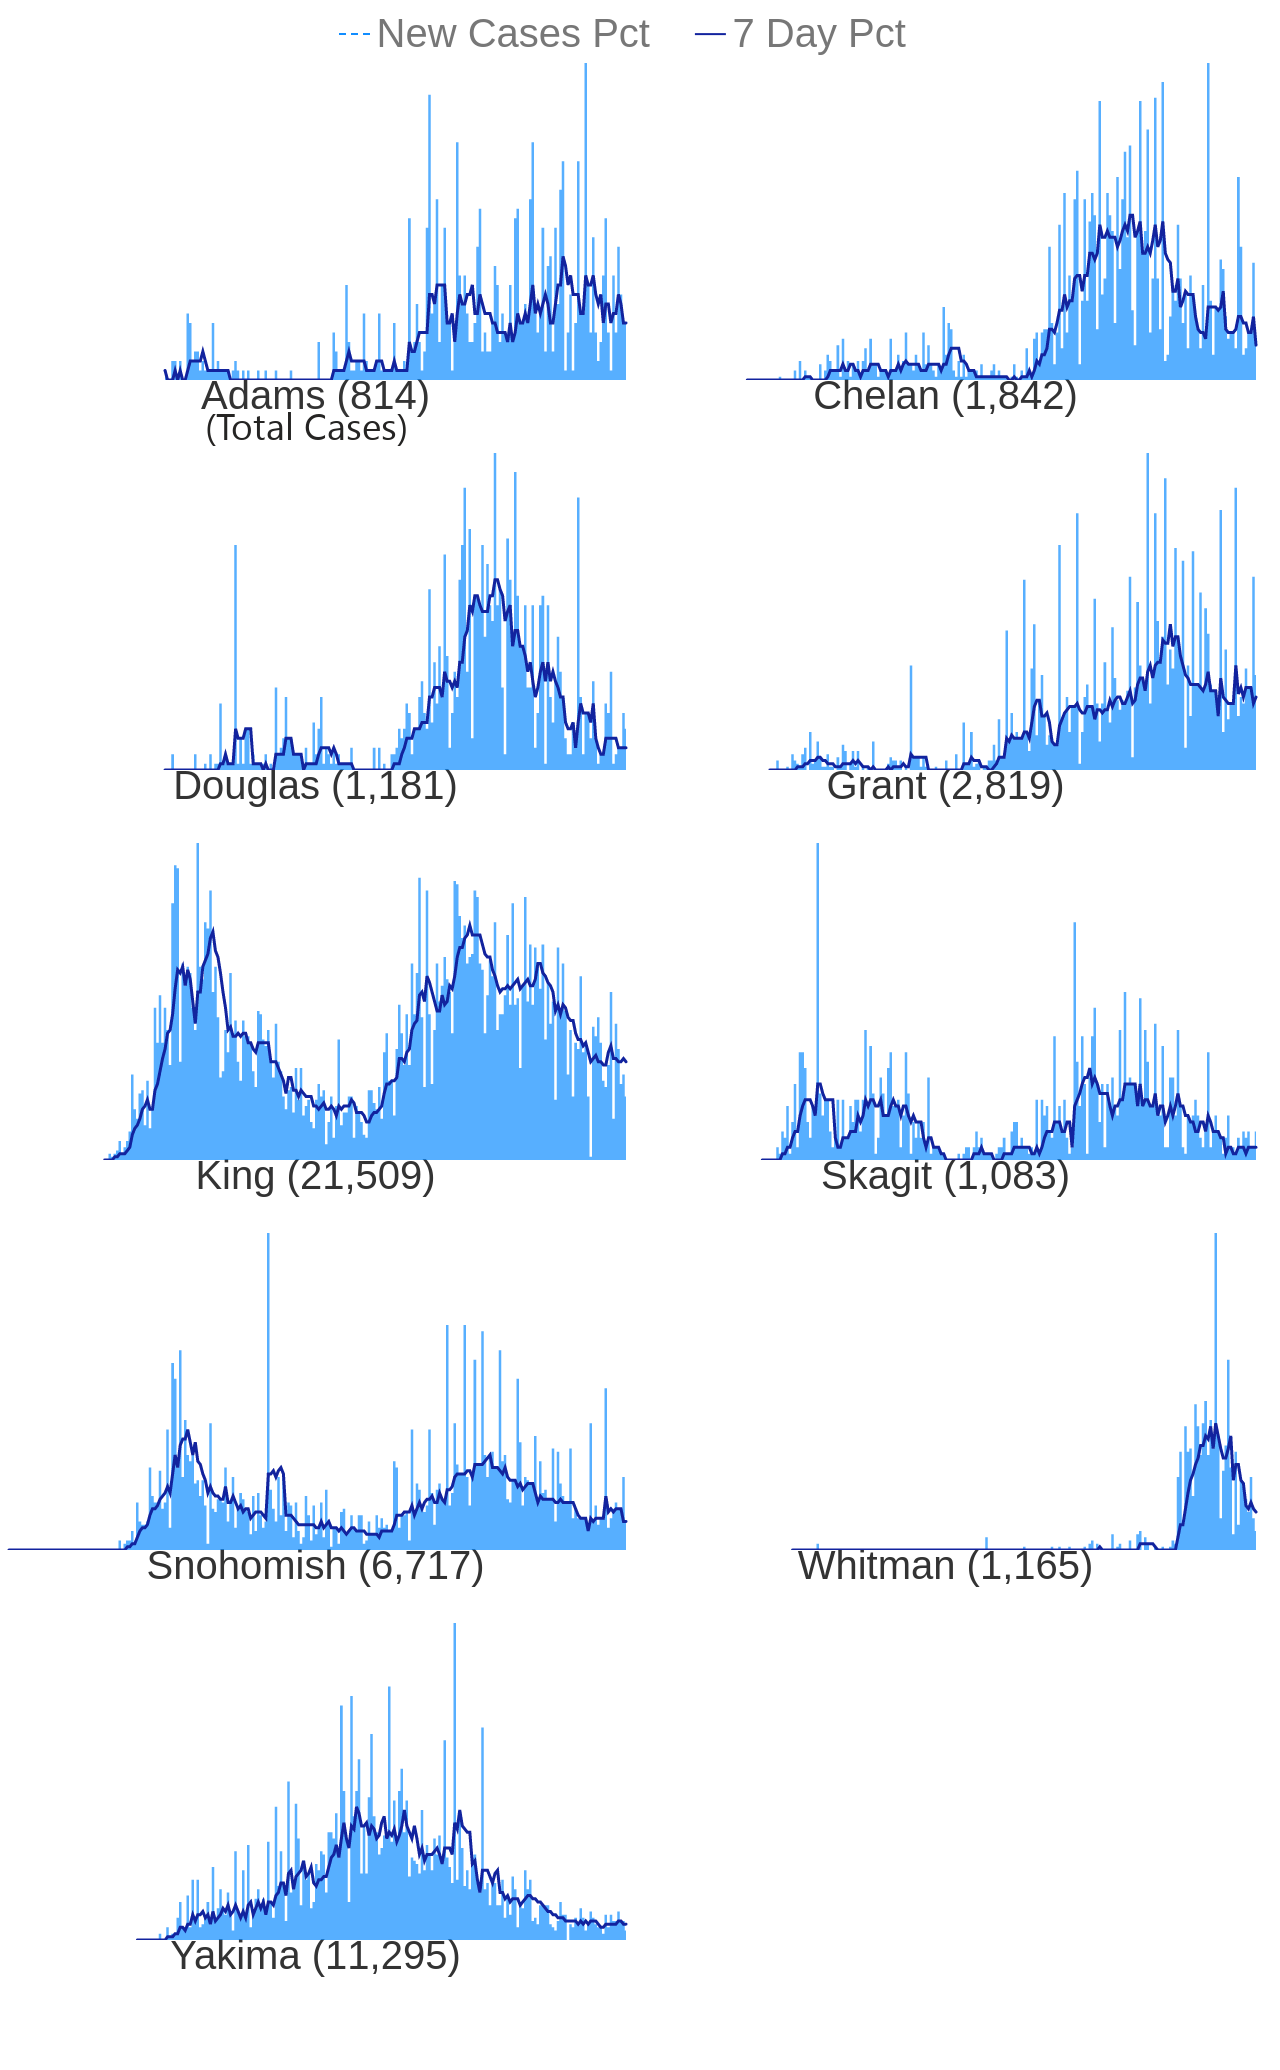 New Cases Pct 7 Day Pct
Adams (814) Chelan (1,842)
(Total Cases)
Douglas (1,181) Grant (2,819)
King (21,509) Skagit (1,083)
Snohomish (6,717) Whitman (1,165)
Yakima (11,295)